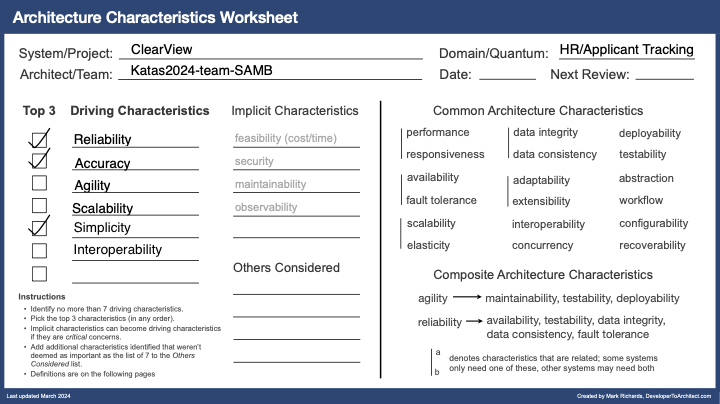 Architecture Characteristics Worksheet
System/Project: ClearView
Domain/Quantum: HR/Applicant Tracking
Architect/Team: Katas2024-team-SAMB
Date:
Next Review:
Top 3
Driving Characteristics
Reliability
Accuracy
Agility
Scalability
Simplicity
Interoperability
Instructions
• Identify no more than 7 driving characteristics.
• Pick the top 3 characteristics (in any order).
• Implicit characteristics can become driving characteristics
if they are critical concerns.
• Add additional characteristics identified that weren't
deemed as important as the list of 7 to the Others
Considered list.
• Definitions are on the following pages
Implicit Characteristics
feasibility (cost/time)
security
maintainability
observability
Others Considered
Common Architecture Characteristics
performance
responsiveness
availability
fault tolerance
scalability
elasticity
data integrity
data consistency
adaptability
extensibility
interoperability
concurrency
deployability
testability
abstraction
workflow
configurability
recoverability
Composite Architecture Characteristics
agility → maintainability, testability, deployability
reliability → availability, testability, data integrity,
data consistency, fault tolerance
a
b
denotes characteristics that are related; some systems
only need one of these, other systems may need both
Last updated March 2024
Created by Mark Richards, DeveloperToArchitect.com